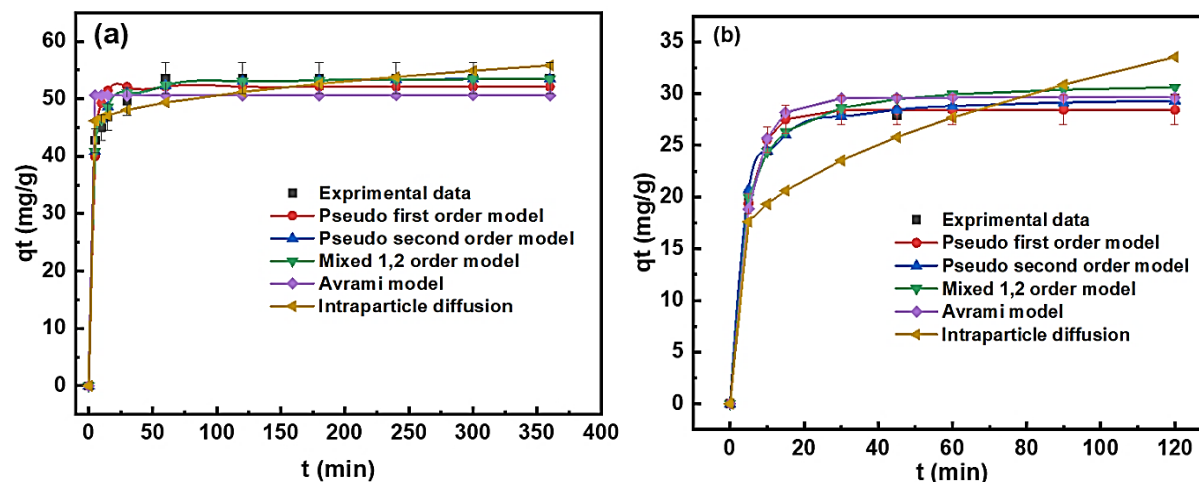 (a)
60
50
40
30
20
10
0
qt (mg/g)
Exprimental data
Pseudo first order model
Pseudo second order model
Mixed 1,2 order model
Avrami model
Intraparticle diffusion
0 50 100 150 200 250 300 350 400
t (min)
(b)
35
30
25
20
15
10
5
0
qt (mg/g)
Exprimental data
Pseudo first order model
Pseudo second order model
Mixed 1,2 order model
Avrami model
Intraparticle diffusion
0 20 40 60 80 100 120
t (min)